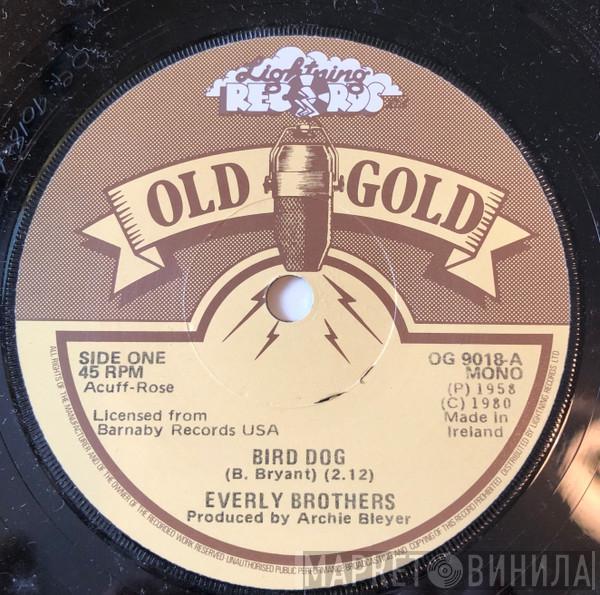 Lightning
RECORDS
Ltd
OLD GOLD
SIDE ONE
45 RPM
Acuff-Rose
Licensed from
Barnaby Records USA
OG 9018-A
MONO
(P) 1958
(C) 1980
Made in
Ireland
BIRD DOG
(B. Bryant) (2.12)
EVERLY BROTHERS
Produced by Archie Bleyer
ALL RIGHTS OF THE MANUFACTURER AND OF THE OWNER OF THE RECORDED WORK RESERVED UNAUTHORISED PUBLIC PERFORMANCE BROADCASTING AND COPYING OF THIS RECORD PROHIBITED DISTRIBUTED BY LIGHTNING RECORDS LTD
МАРКЕТ ВИНИЛА